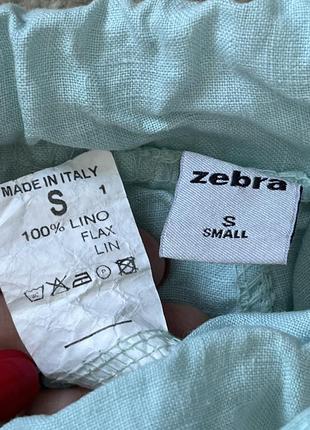 MADE IN ITALY
S 1
100% LINO
FLAX
LIN
zebra
S
SMALL